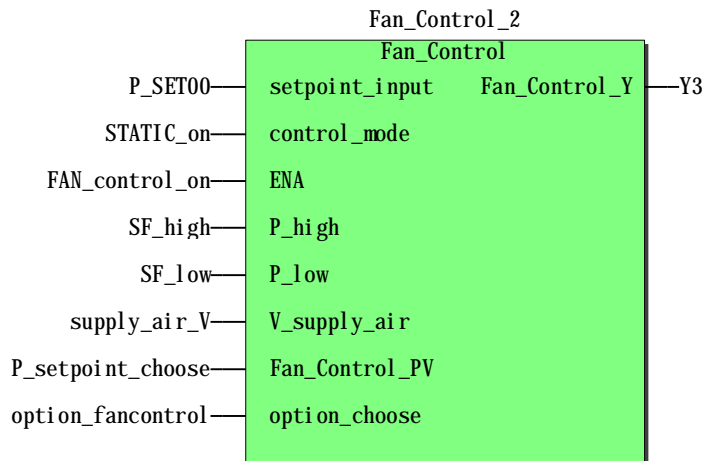 Fan_Control_2
Fan_Control
P_SET00 setpoint_input Fan_Control_Y Y3
STATIC_on control_mode
FAN_control_on ENA
SF_high P_high
SF_low P_low
supply_air_V V_supply_air
P_setpoint_choose Fan_Control_PV
option_fancontrol option_choose